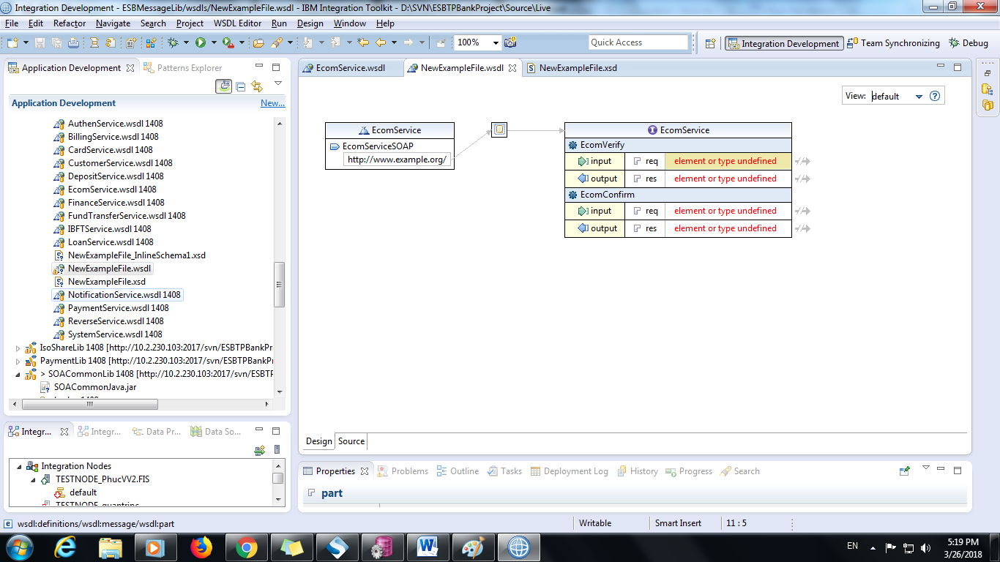 Integration Development - ESBMessageLib/wsdls/NewExampleFile.wsdl - IBM Integration Toolkit - D:\SVN\ESBTPBankProject\Source\Live
File Edit Refactor Navigate Search Project WSDL Editor Run Design Window Help
100%
Quick Access
Integration Development
Team Synchronizing
Debug
Application Development
Patterns Explorer
Application Development
New...
AuthenService.wsdl 1408
BillingService.wsdl 1408
CardService.wsdl 1408
CustomerService.wsdl 1408
DepositService.wsdl 1408
EcomService.wsdl 1408
FinanceService.wsdl 1408
FundTransferService.wsdl 1408
IBFTService.wsdl 1408
LoanService.wsdl 1408
NewExampleFile_InlineSchema1.xsd
NewExampleFile.wsdl
NewExampleFile.xsd
NotificationService.wsdl 1408
PaymentService.wsdl 1408
ReverseService.wsdl 1408
SystemService.wsdl 1408
IsoShareLib 1408 [http://10.2.230.103:2017/svn/ESBTPBankPr
PaymentLib 1408 [http://10.2.230.103:2017/svn/ESBTPBankPr
> SOACommonLib 1408 [http://10.2.230.103:2017/svn/ESBTP
SOACommonJava.jar
Integr...
Integr...
Data Pr...
Data So...
Integration Nodes
TESTNODE_PhucVV2.FIS
default
EcomService.wsdl
NewExampleFile.wsdl
NewExampleFile.xsd
View: default
EcomService
EcomServiceSOAP
http://www.example.org/
EcomService
EcomVerify
input req element or type undefined
output res element or type undefined
EcomConfirm
input req element or type undefined
output res element or type undefined
Design Source
Properties
Problems
Outline
Tasks
Deployment Log
History
Progress
Search
part
wsdl:definitions/wsdl:message/wsdl:part
Writable
Smart Insert
11 : 5
EN
5:19 PM
3/26/2018